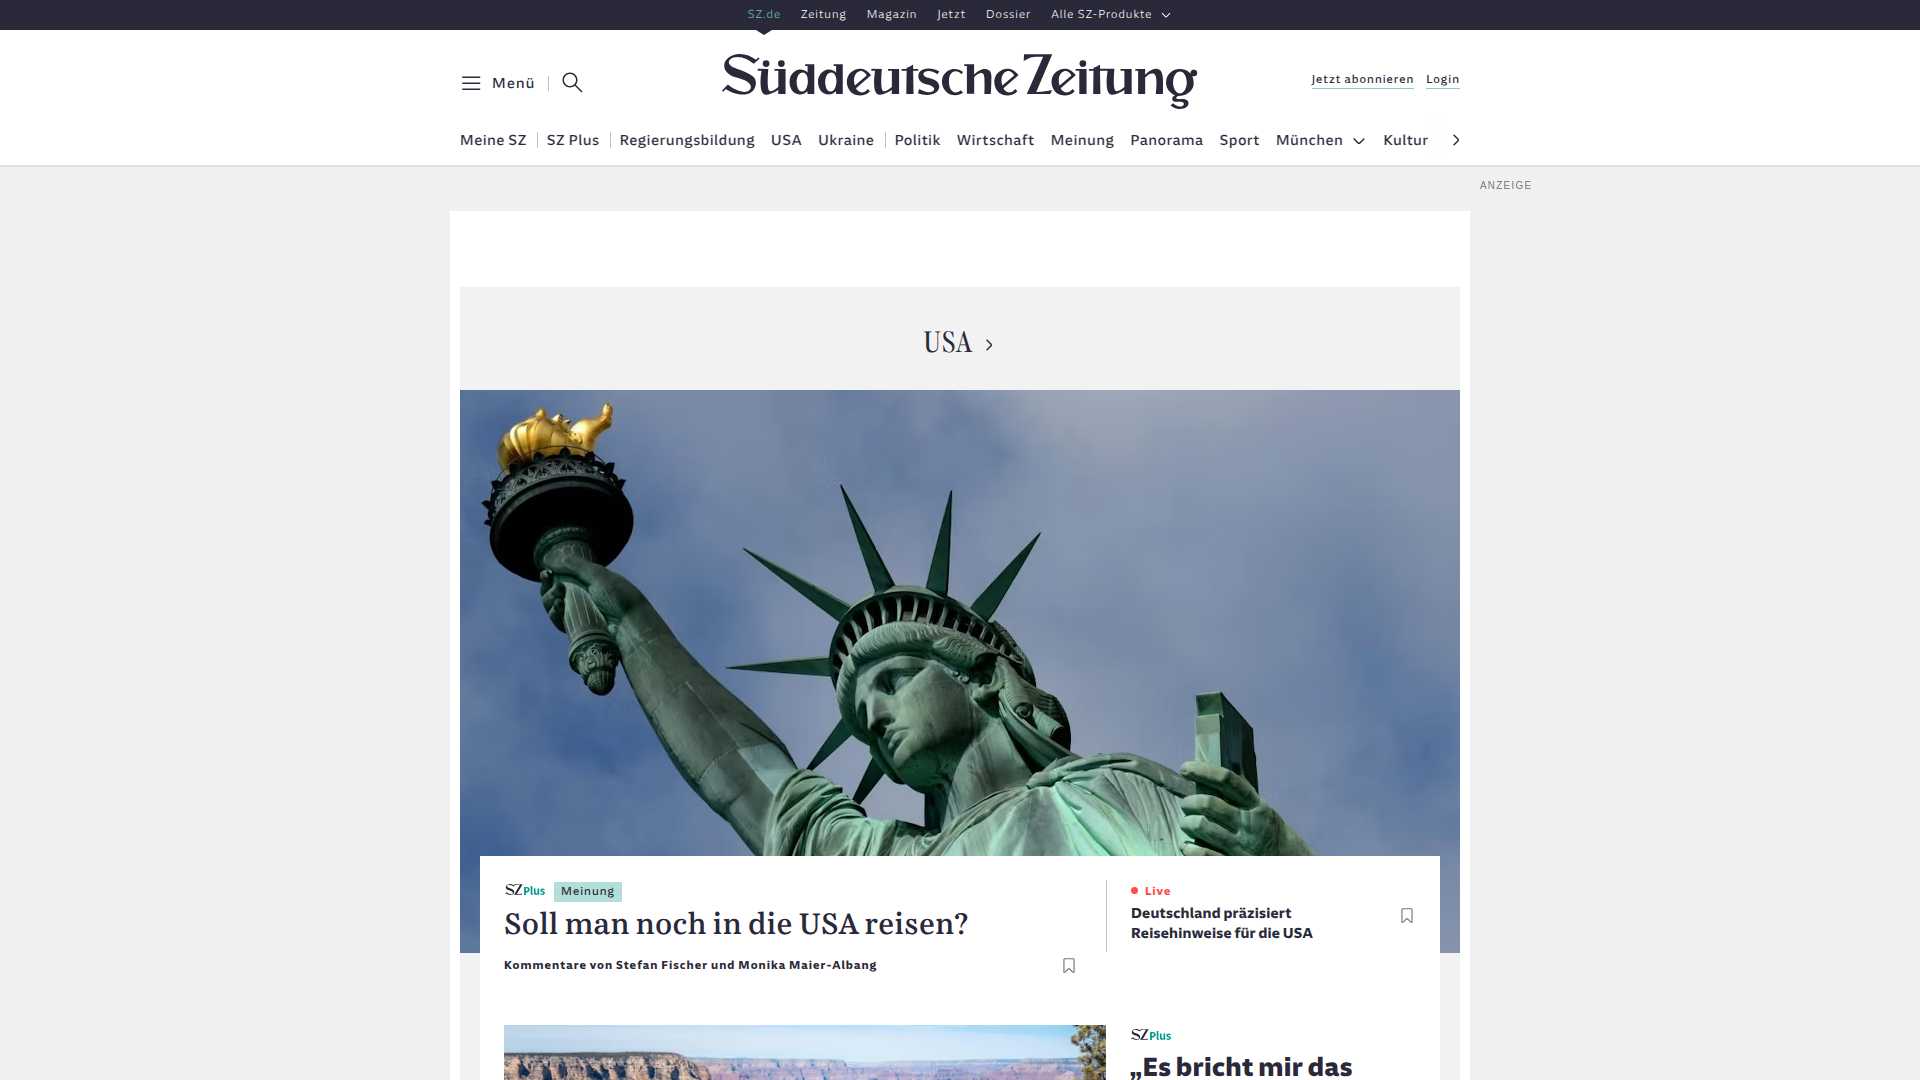 SZ.de Zeitung Magazin Jetzt Dossier Alle SZ-Produkte
Menü
Süddeutsche Zeitung
Jetzt abonnieren Login
Meine SZ SZ Plus Regierungsbildung USA Ukraine Politik Wirtschaft Meinung Panorama Sport München Kultur
ANZEIGE
USA
SZ Plus Meinung
Soll man noch in die USA reisen?
Kommentare von Stefan Fischer und Monika Maier-Albang
Live
Deutschland präzisiert
Reisehinweise für die USA
SZ Plus
„Es bricht mir das